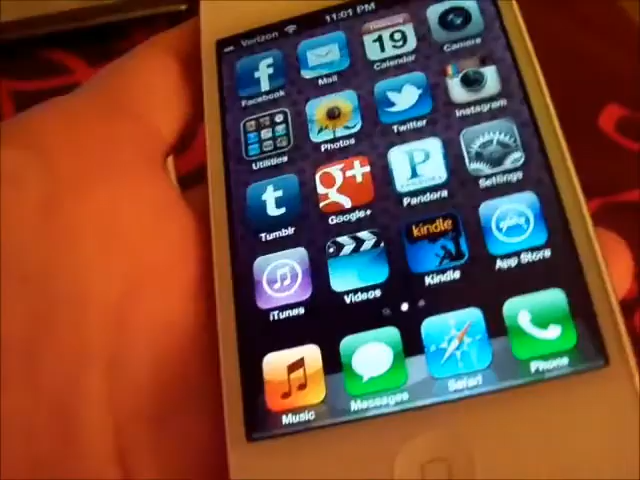 Verizon 11:01 PM
Tuesday
19
Facebook Mail Calendar Camera
Utilities Photos Twitter Instagram
t g+ P
Tumblr Google+ Pandora Settings
kindle
iTunes Videos Kindle App Store
Music Messages Safari Phone